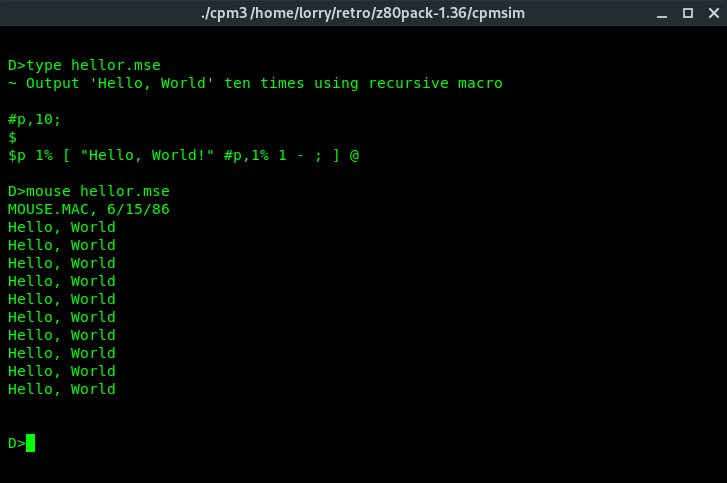 ./cpm3 /home/lorry/retro/z80pack-1.36/cpmsim
D>type hellor.mse
~ Output 'Hello, World' ten times using recursive macro
#p,10;
$
$p 1% [ "Hello, World!" #p,1% 1 - ; ] @
D>mouse hellor.mse
MOUSE.MAC, 6/15/86
Hello, World
Hello, World
Hello, World
Hello, World
Hello, World
Hello, World
Hello, World
Hello, World
Hello, World
Hello, World
D>